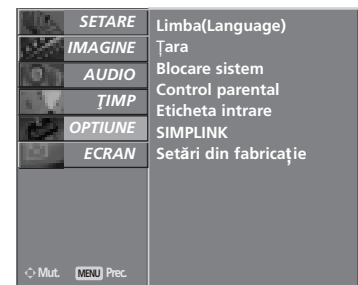 SETARE
IMAGINE
AUDIO
ŢIMP
OPTIUNE
ECRAN
Limba(Language)
Ţara
Blocare sistem
Control parental
Eticheta intrare
SIMPLINK
Setări din fabricaţie
Mut. MENU Prec.